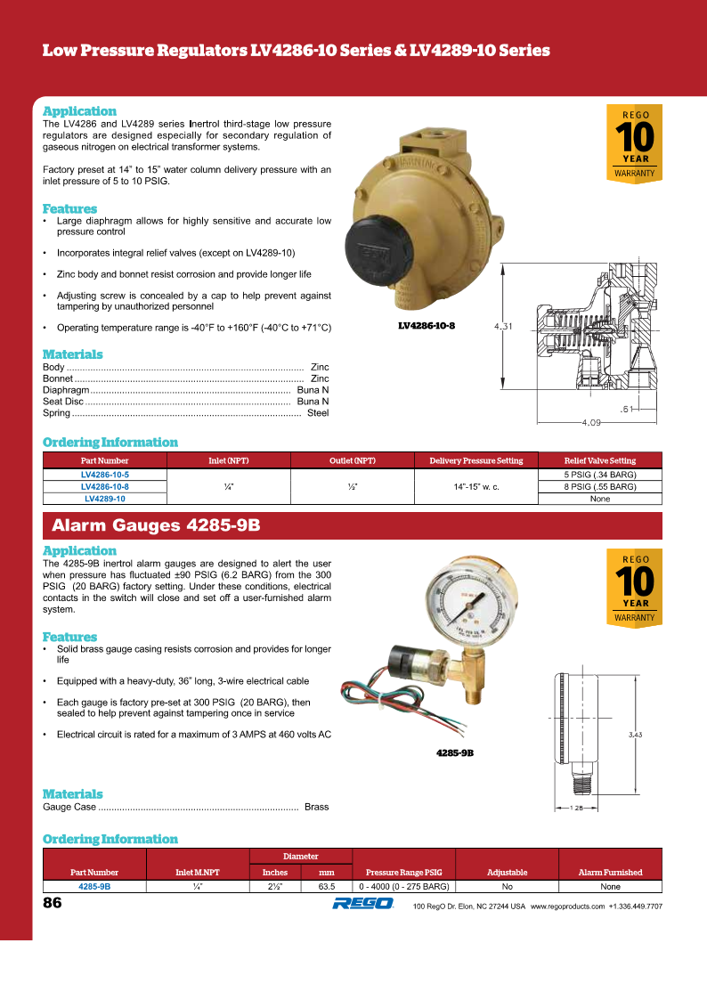 Low Pressure Regulators LV4286-10 Series & LV4289-10 Series
Application
The LV4286 and LV4289 series Inertrol third-stage low pressure
regulators are designed especially for secondary regulation of
gaseous nitrogen on electrical transformer systems.
Factory preset at 14” to 15” water column delivery pressure with an
inlet pressure of 5 to 10 PSIG.
Features
• Large diaphragm allows for highly sensitive and accurate low
pressure control
• Incorporates integral relief valves (except on LV4289-10)
• Zinc body and bonnet resist corrosion and provide longer life
• Adjusting screw is concealed by a cap to help prevent against
tampering by unauthorized personnel
• Operating temperature range is -40°F to +160°F (-40°C to +71°C)
Materials
Body ........................................................................................ Zinc
Bonnet ...................................................................................... Zinc
Diaphragm ........................................................................... Buna N
Seat Disc ............................................................................. Buna N
Spring ..................................................................................... Steel
REGO
10
YEAR
WARRANTY
WARNING
LV4286-10-8
4.31
.61
4.09
Ordering Information
Part Number Inlet (NPT) Outlet (NPT) Delivery Pressure Setting Relief Valve Setting
LV4286-10-5 5 PSIG (.34 BARG)
LV4286-10-8 ¼” ½” 14”-15” w. c. 8 PSIG (.55 BARG)
LV4289-10 None
Alarm Gauges 4285-9B
Application
The 4285-9B inertrol alarm gauges are designed to alert the user
when pressure has fluctuated ±90 PSIG (6.2 BARG) from the 300
PSIG (20 BARG) factory setting. Under these conditions, electrical
contacts in the switch will close and set off a user-furnished alarm
system.
Features
• Solid brass gauge casing resists corrosion and provides for longer
life
• Equipped with a heavy-duty, 36” long, 3-wire electrical cable
• Each gauge is factory pre-set at 300 PSIG (20 BARG), then
sealed to help prevent against tampering once in service
• Electrical circuit is rated for a maximum of 3 AMPS at 460 volts AC
Materials
Gauge Case ............................................................................ Brass
REGO
10
YEAR
WARRANTY
4285-9B
3.43
1.28
Ordering Information
Diameter
Part Number Inlet M.NPT Inches mm Pressure Range PSIG Adjustable Alarm Furnished
4285-9B ¼” 2½” 63.5 0 - 4000 (0 - 275 BARG) No None
86
REGO 100 RegO Dr. Elon, NC 27244 USA www.regoproducts.com +1.336.449.7707